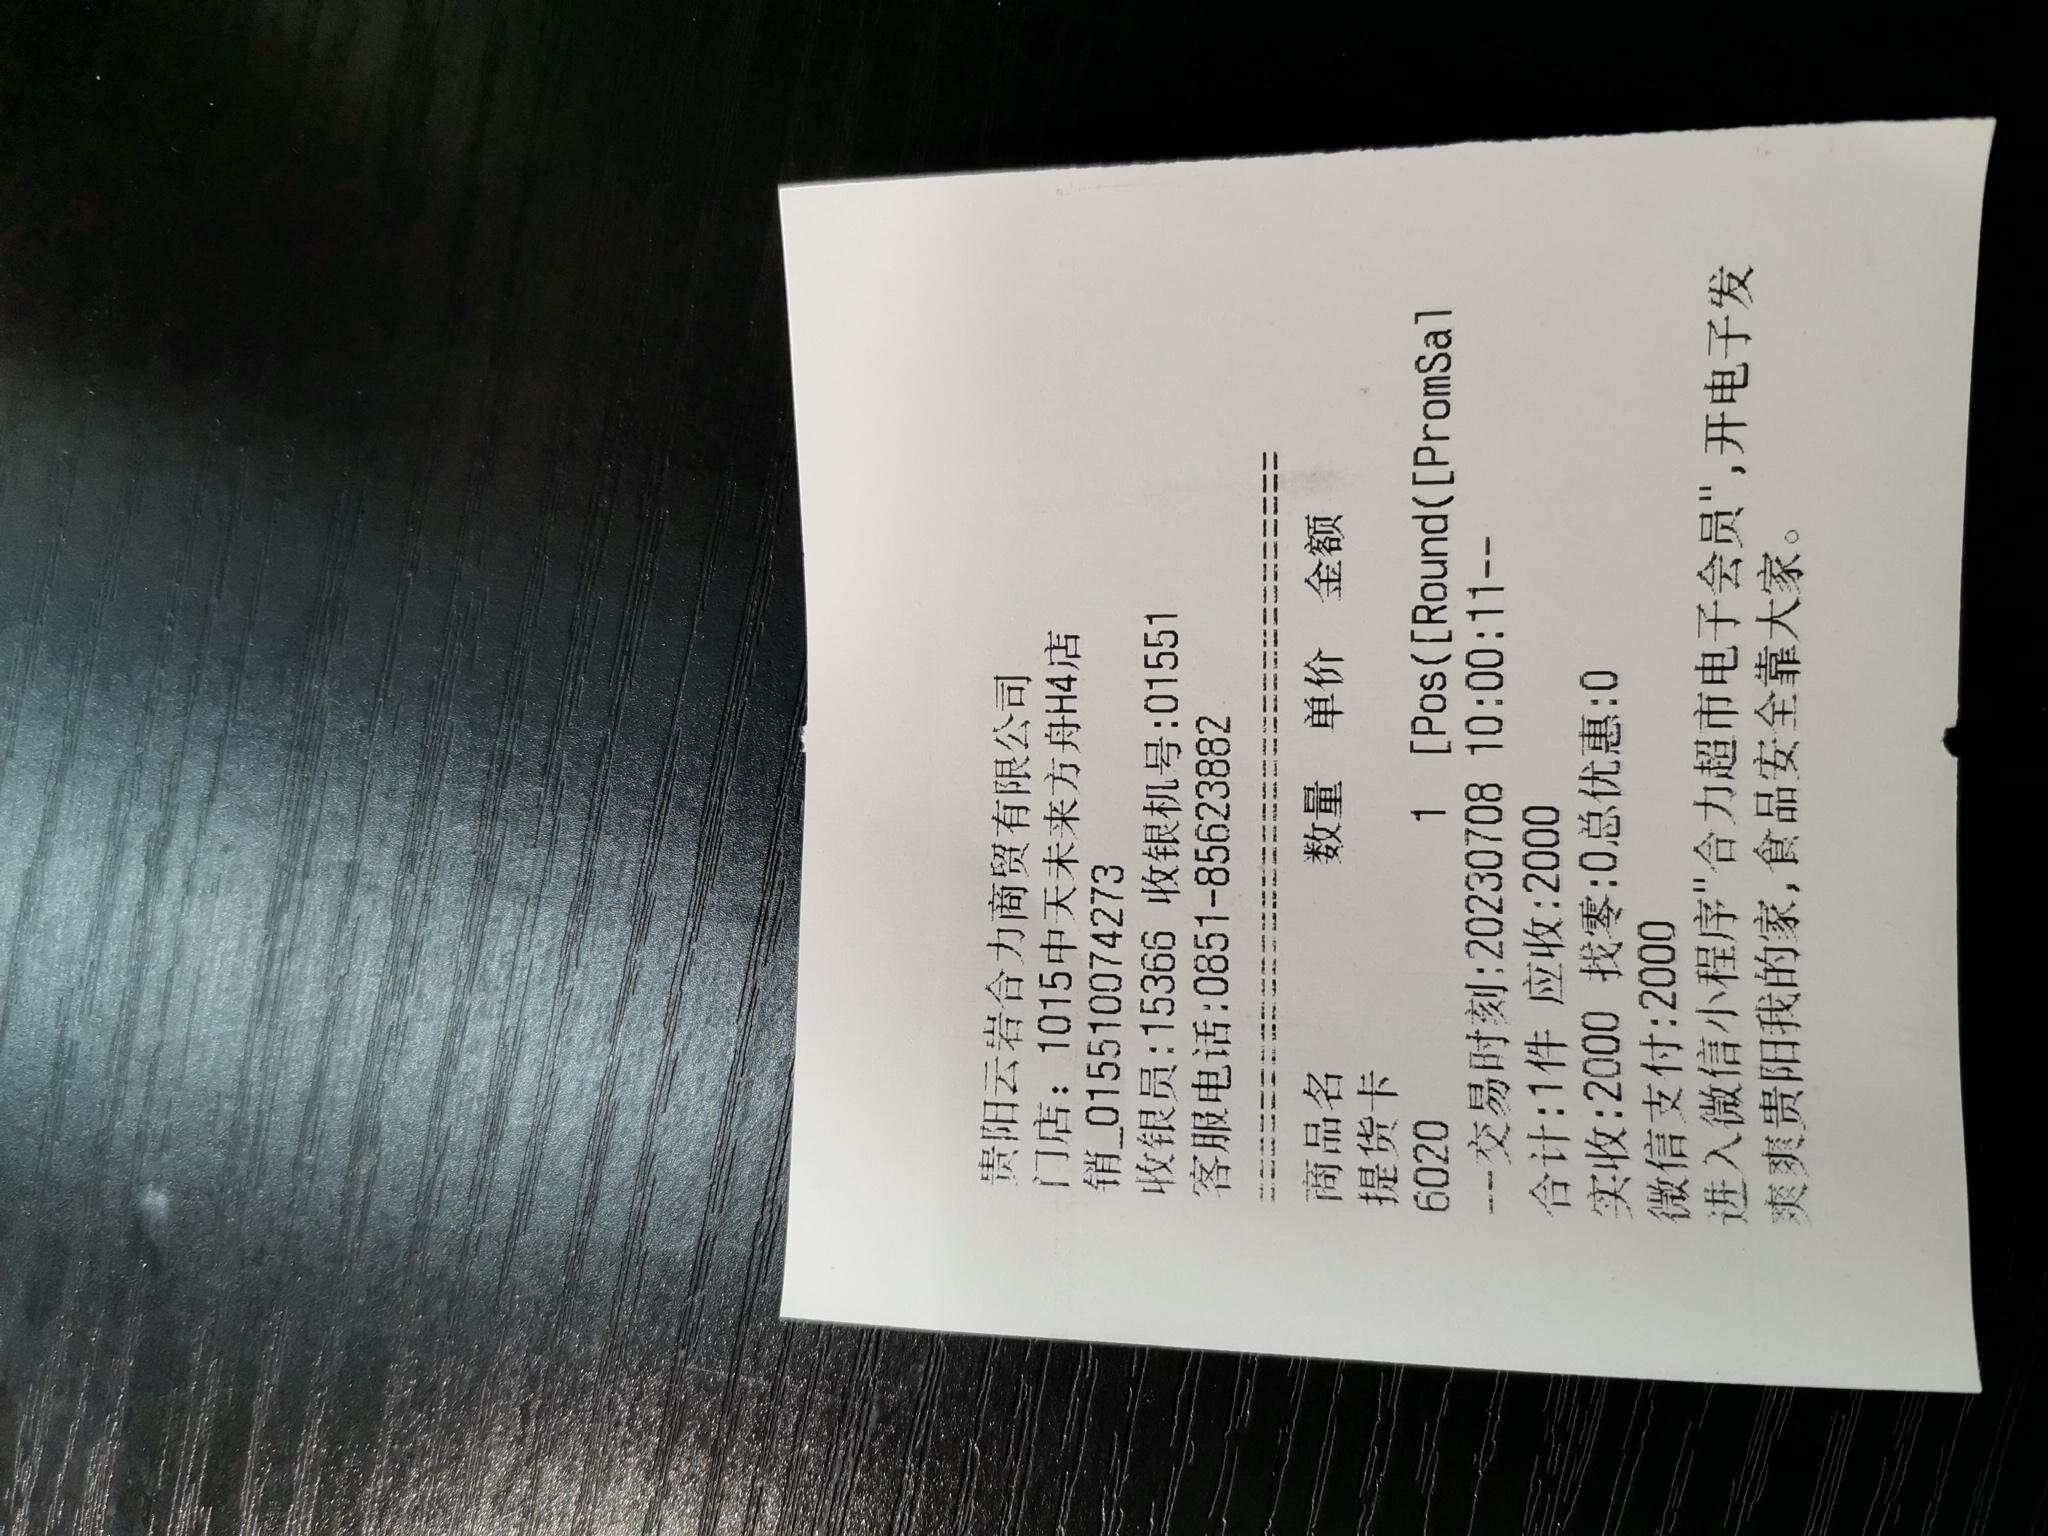 贵阳云岩合力商贸有限公司
门店：1015中天未来方舟H4店
销_0155510074273
收银员:15366 收银机号:01551
客服电话:0851-85623882
==================================
商品名 数量 单价 金额
提货卡
6020 1 [Pos([Round([PromSal
--交易时刻:20230708 10:00:11--
合计:1件 应收:2000
实收:2000 找零:0总优惠:0
微信支付:2000
进入微信小程序"合力超市电子会员",开电子发
爽爽贵阳我的家,食品安全靠大家。